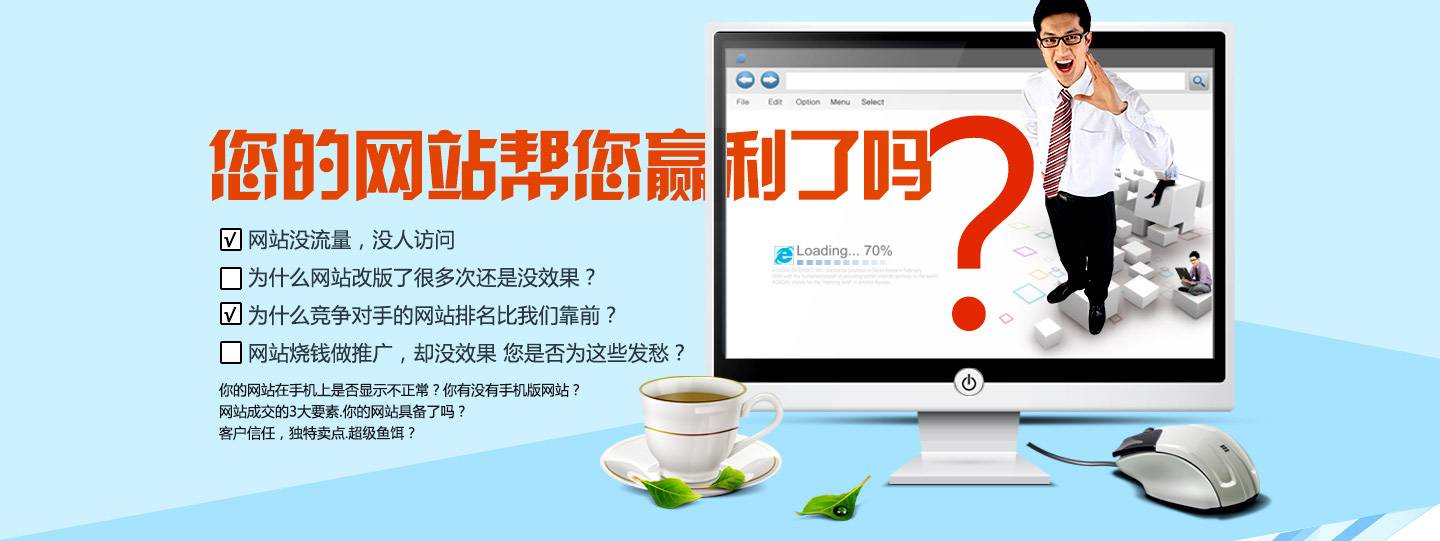 您的网站帮您赢利了吗?
√ 网站没流量，没人访问
为什么网站改版了很多次还是没效果？
√ 为什么竞争对手的网站排名比我们靠前？
网站烧钱做推广，却没效果 您是否为这些发愁？
你的网站在手机上是否显示不正常？你有没有手机版网站？
网站成交的3大要素.你的网站具备了吗？
客户信任，独特卖点.超级鱼饵？
File Edit Option Menu Select
Loading... 70%